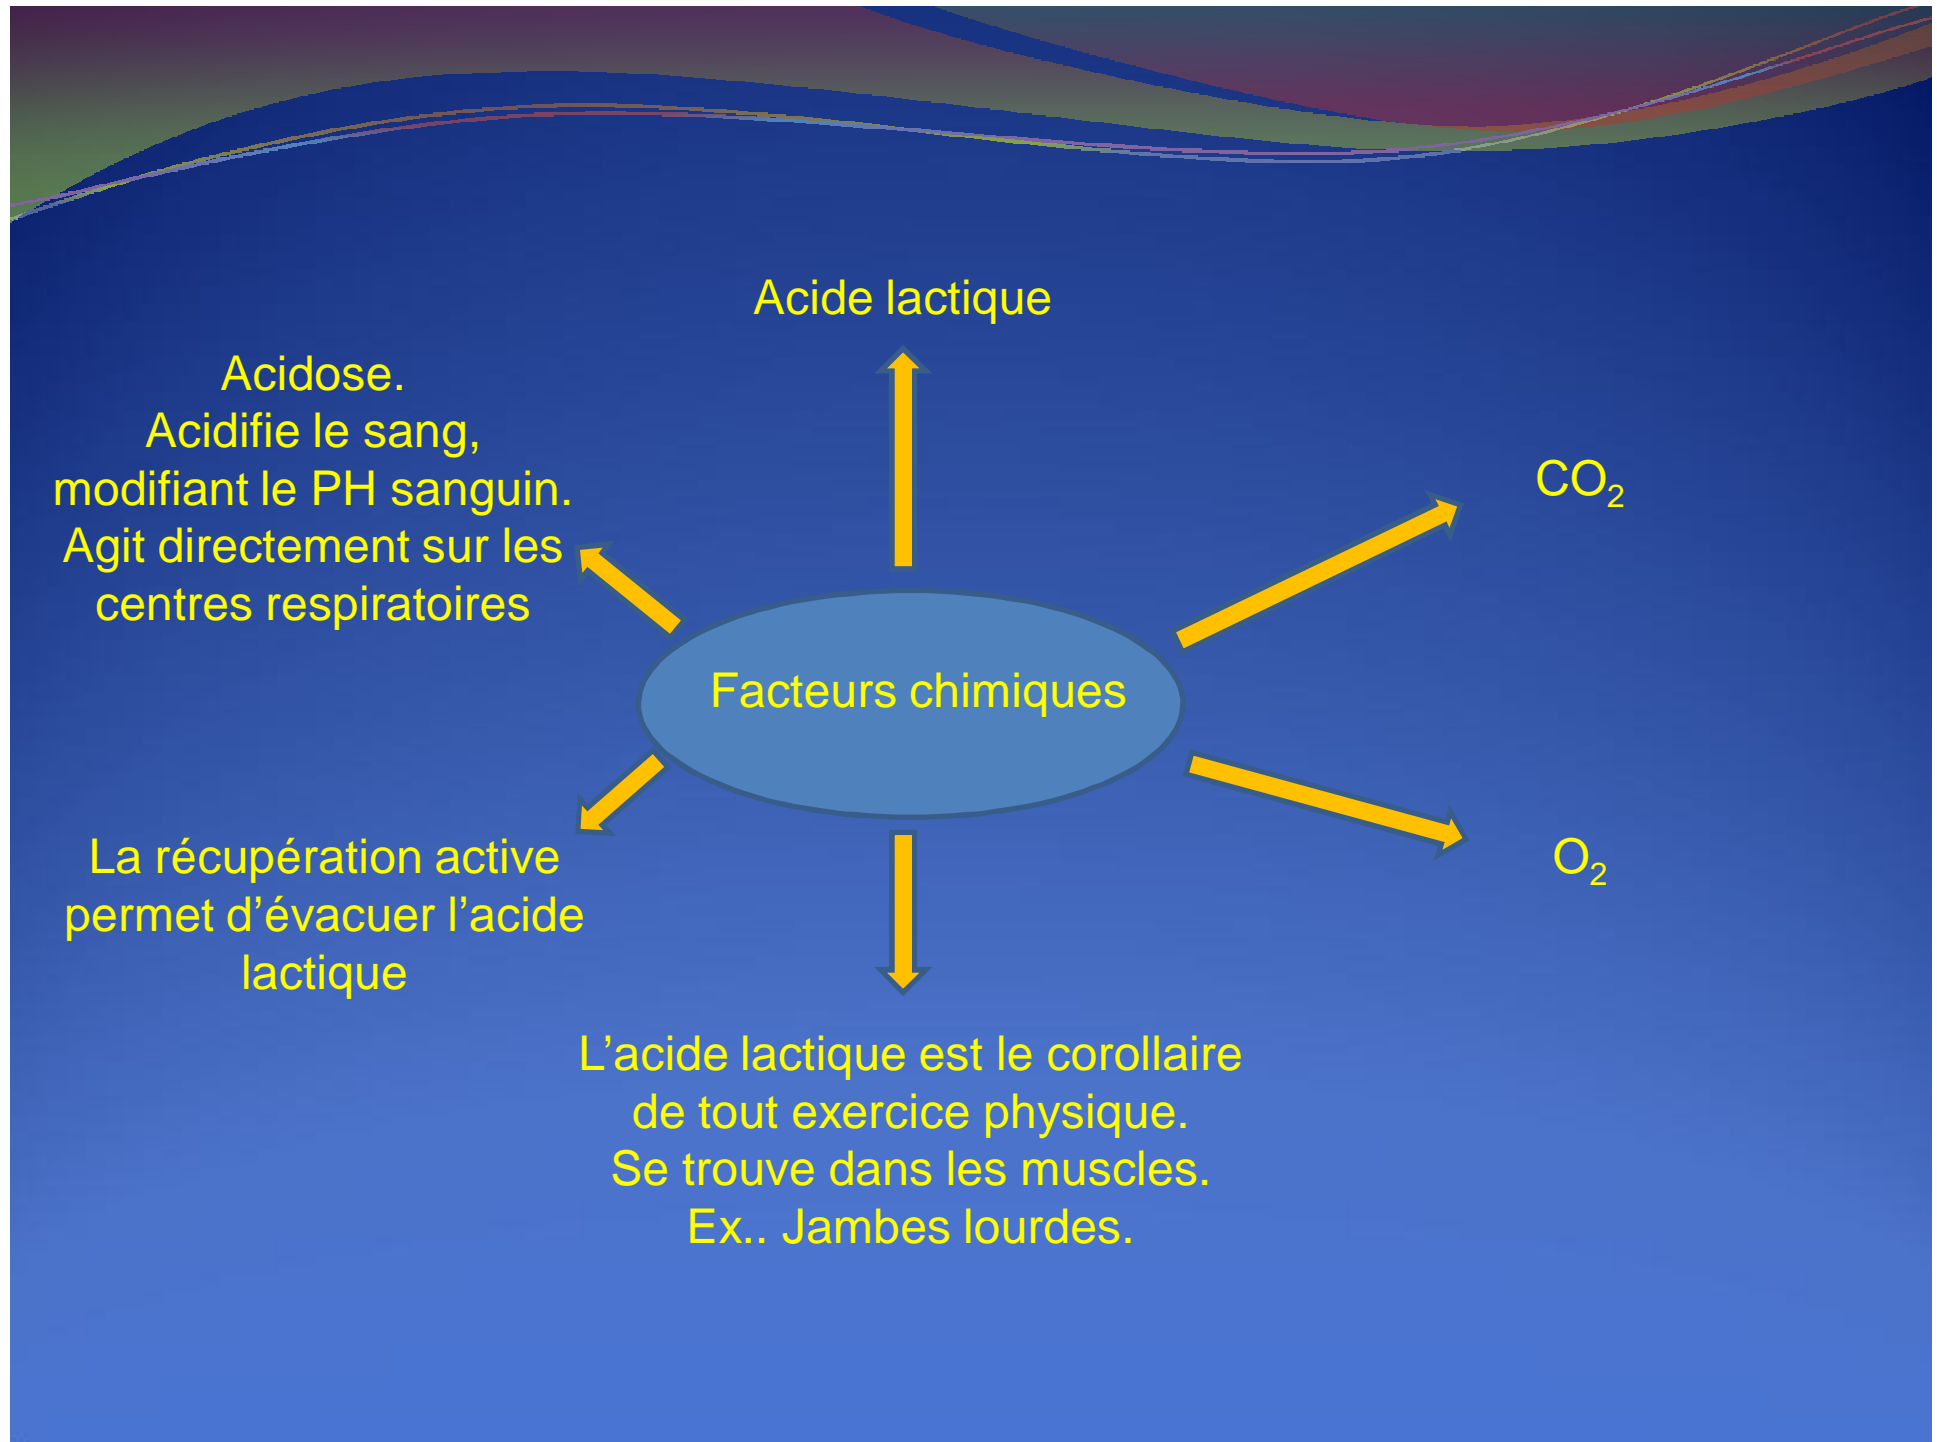 Acide lactique
Acidose.
Acidifie le sang,
modifiant le PH sanguin.
Agit directement sur les
centres respiratoires
CO₂
Facteurs chimiques
La récupération active
permet d’évacuer l’acide
lactique
O₂
L’acide lactique est le corollaire
de tout exercice physique.
Se trouve dans les muscles.
Ex.. Jambes lourdes.